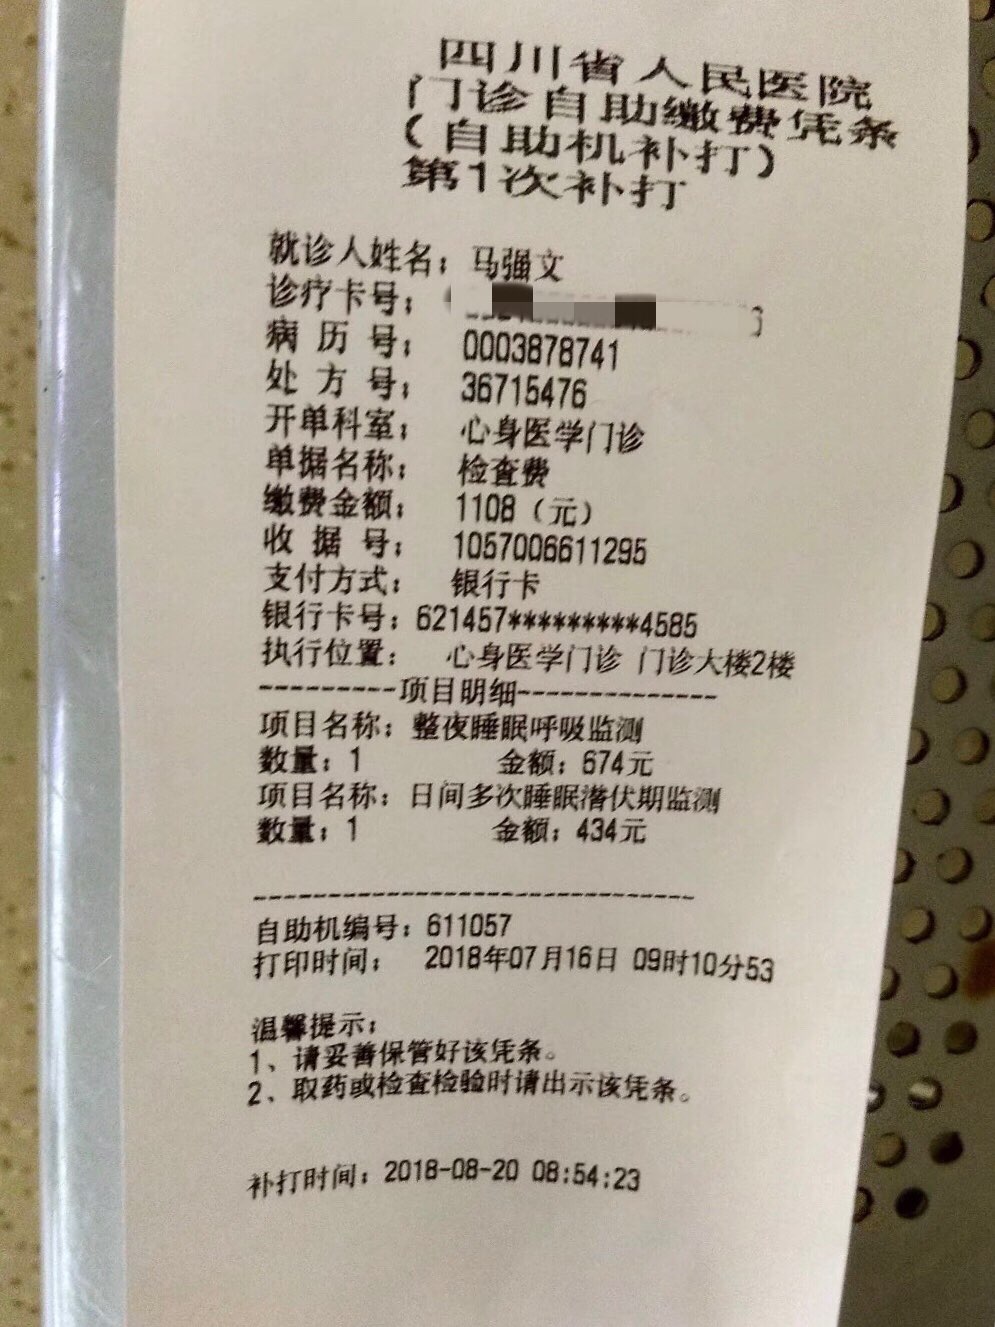 四川省人民医院
门诊自助缴费凭条
(自助机补打)
第1次补打
就诊人姓名：马强文
诊疗卡号：
病 历 号： 0003878741
处 方 号： 36715476
开单科室： 心身医学门诊
单据名称： 检查费
缴费金额： 1108（元）
收 据 号： 1057006611295
支付方式： 银行卡
银行卡号：621457*********4585
执行位置： 心身医学门诊 门诊大楼2楼
---------项目明细-------------
项目名称：整夜睡眠呼吸监测
数量：1 金额：674元
项目名称：日间多次睡眠潜伏期监测
数量：1 金额：434元
------------------------------
自助机编号：611057
打印时间： 2018年07月16日 09时10分53
温馨提示：
1、请妥善保管好该凭条。
2、取药或检查检验时请出示该凭条。
补打时间：2018-08-20 08:54:23